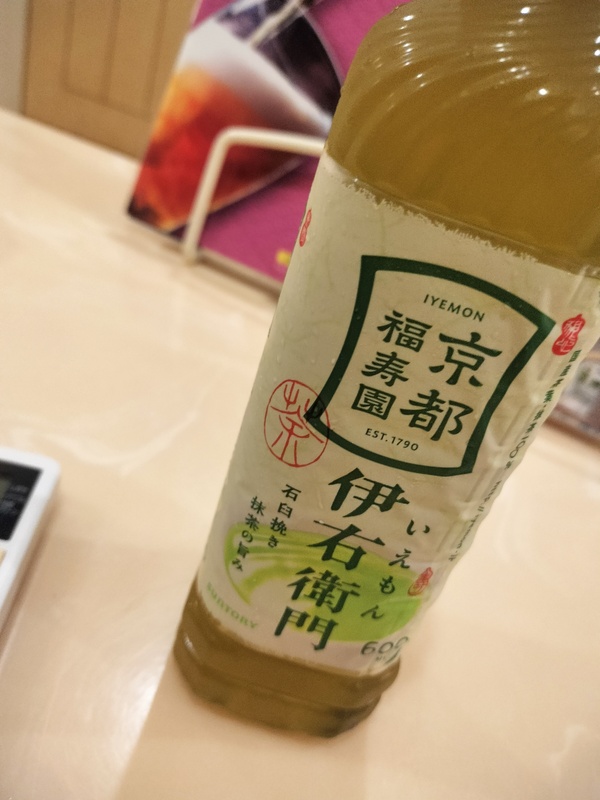 IYEMON
京都
福寿園
EST.1790
茶
伊右衛門
いえもん
石臼挽き
抹茶の旨み
SUNTORY
600